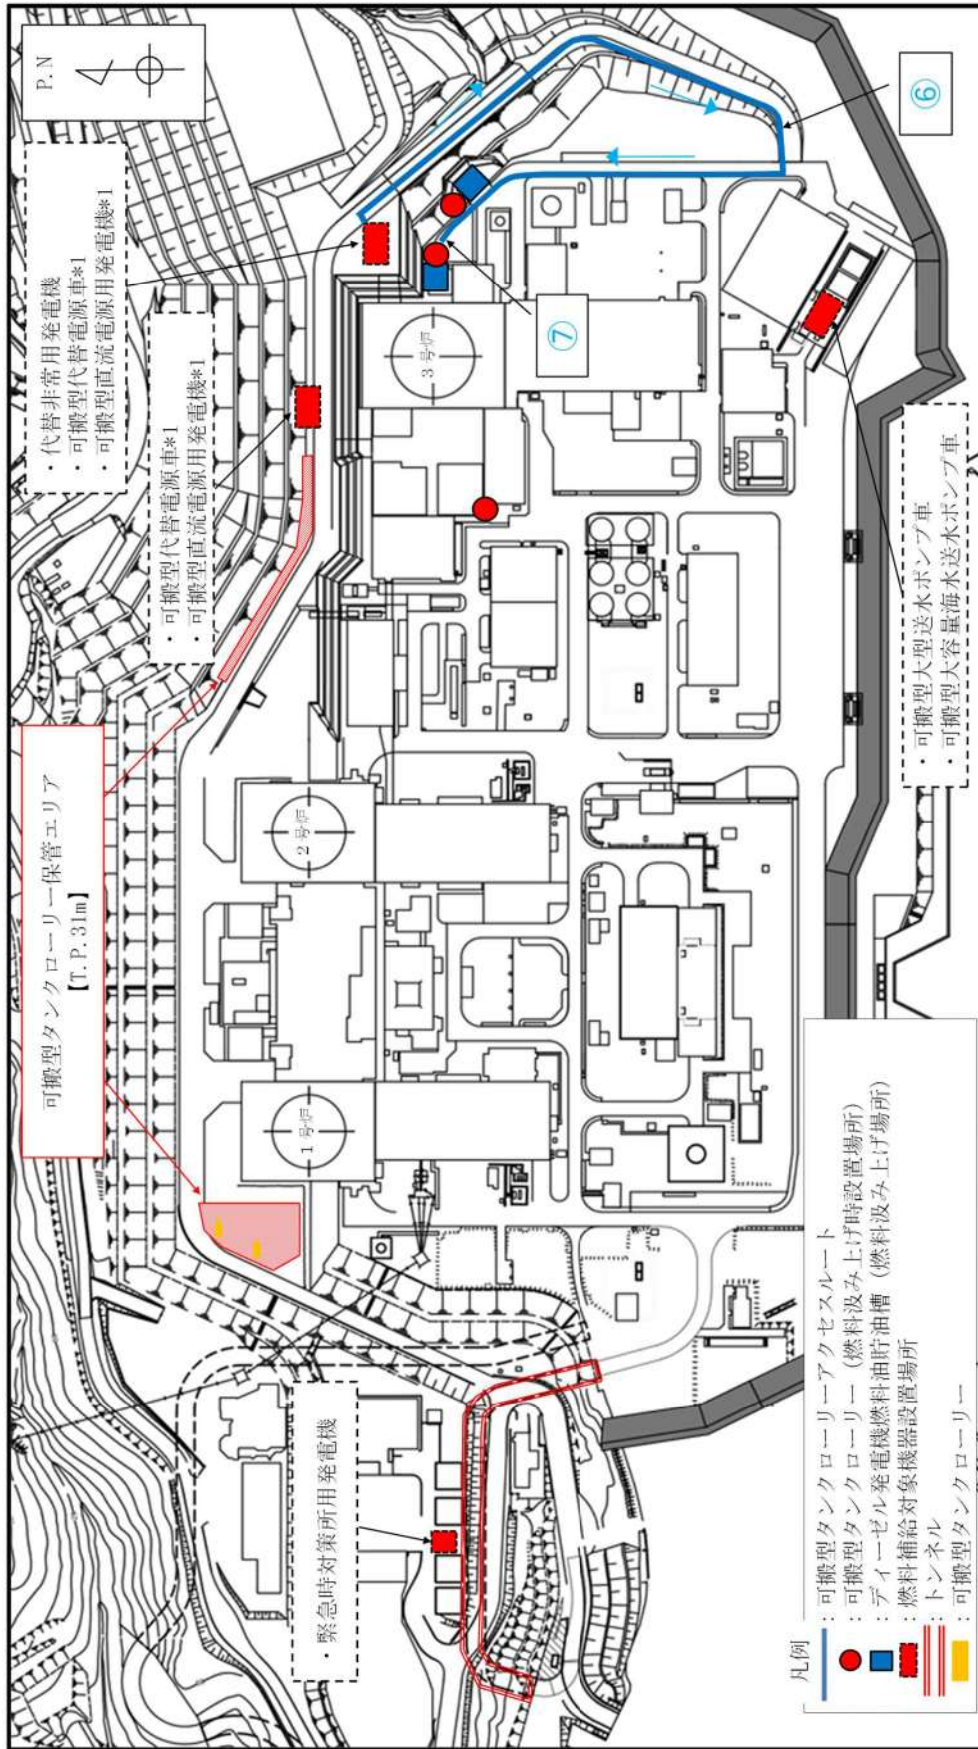 P.N
・代替非常用発電機
・可搬型代替電源車*1
・可搬型直流電源用発電機*1
・可搬型代替電源車*1
・可搬型直流電源用発電機*1
可搬型タンクローリー保管エリア
【T.P.31m】
・緊急時対策所用発電機
1号炉
2号炉
3号炉
⑥
⑦
・可搬型大型送水ポンプ車
・可搬型大容量海水送水ポンプ車
凡例
：可搬型タンクローリーアクセスルート
：可搬型タンクローリー（燃料汲み上げ時設置場所）
：ディーゼル発電機燃料油貯油槽（燃料汲み上げ場所）
：燃料補給対象機器設置場所
：トンネル
：可搬型タンクローリー